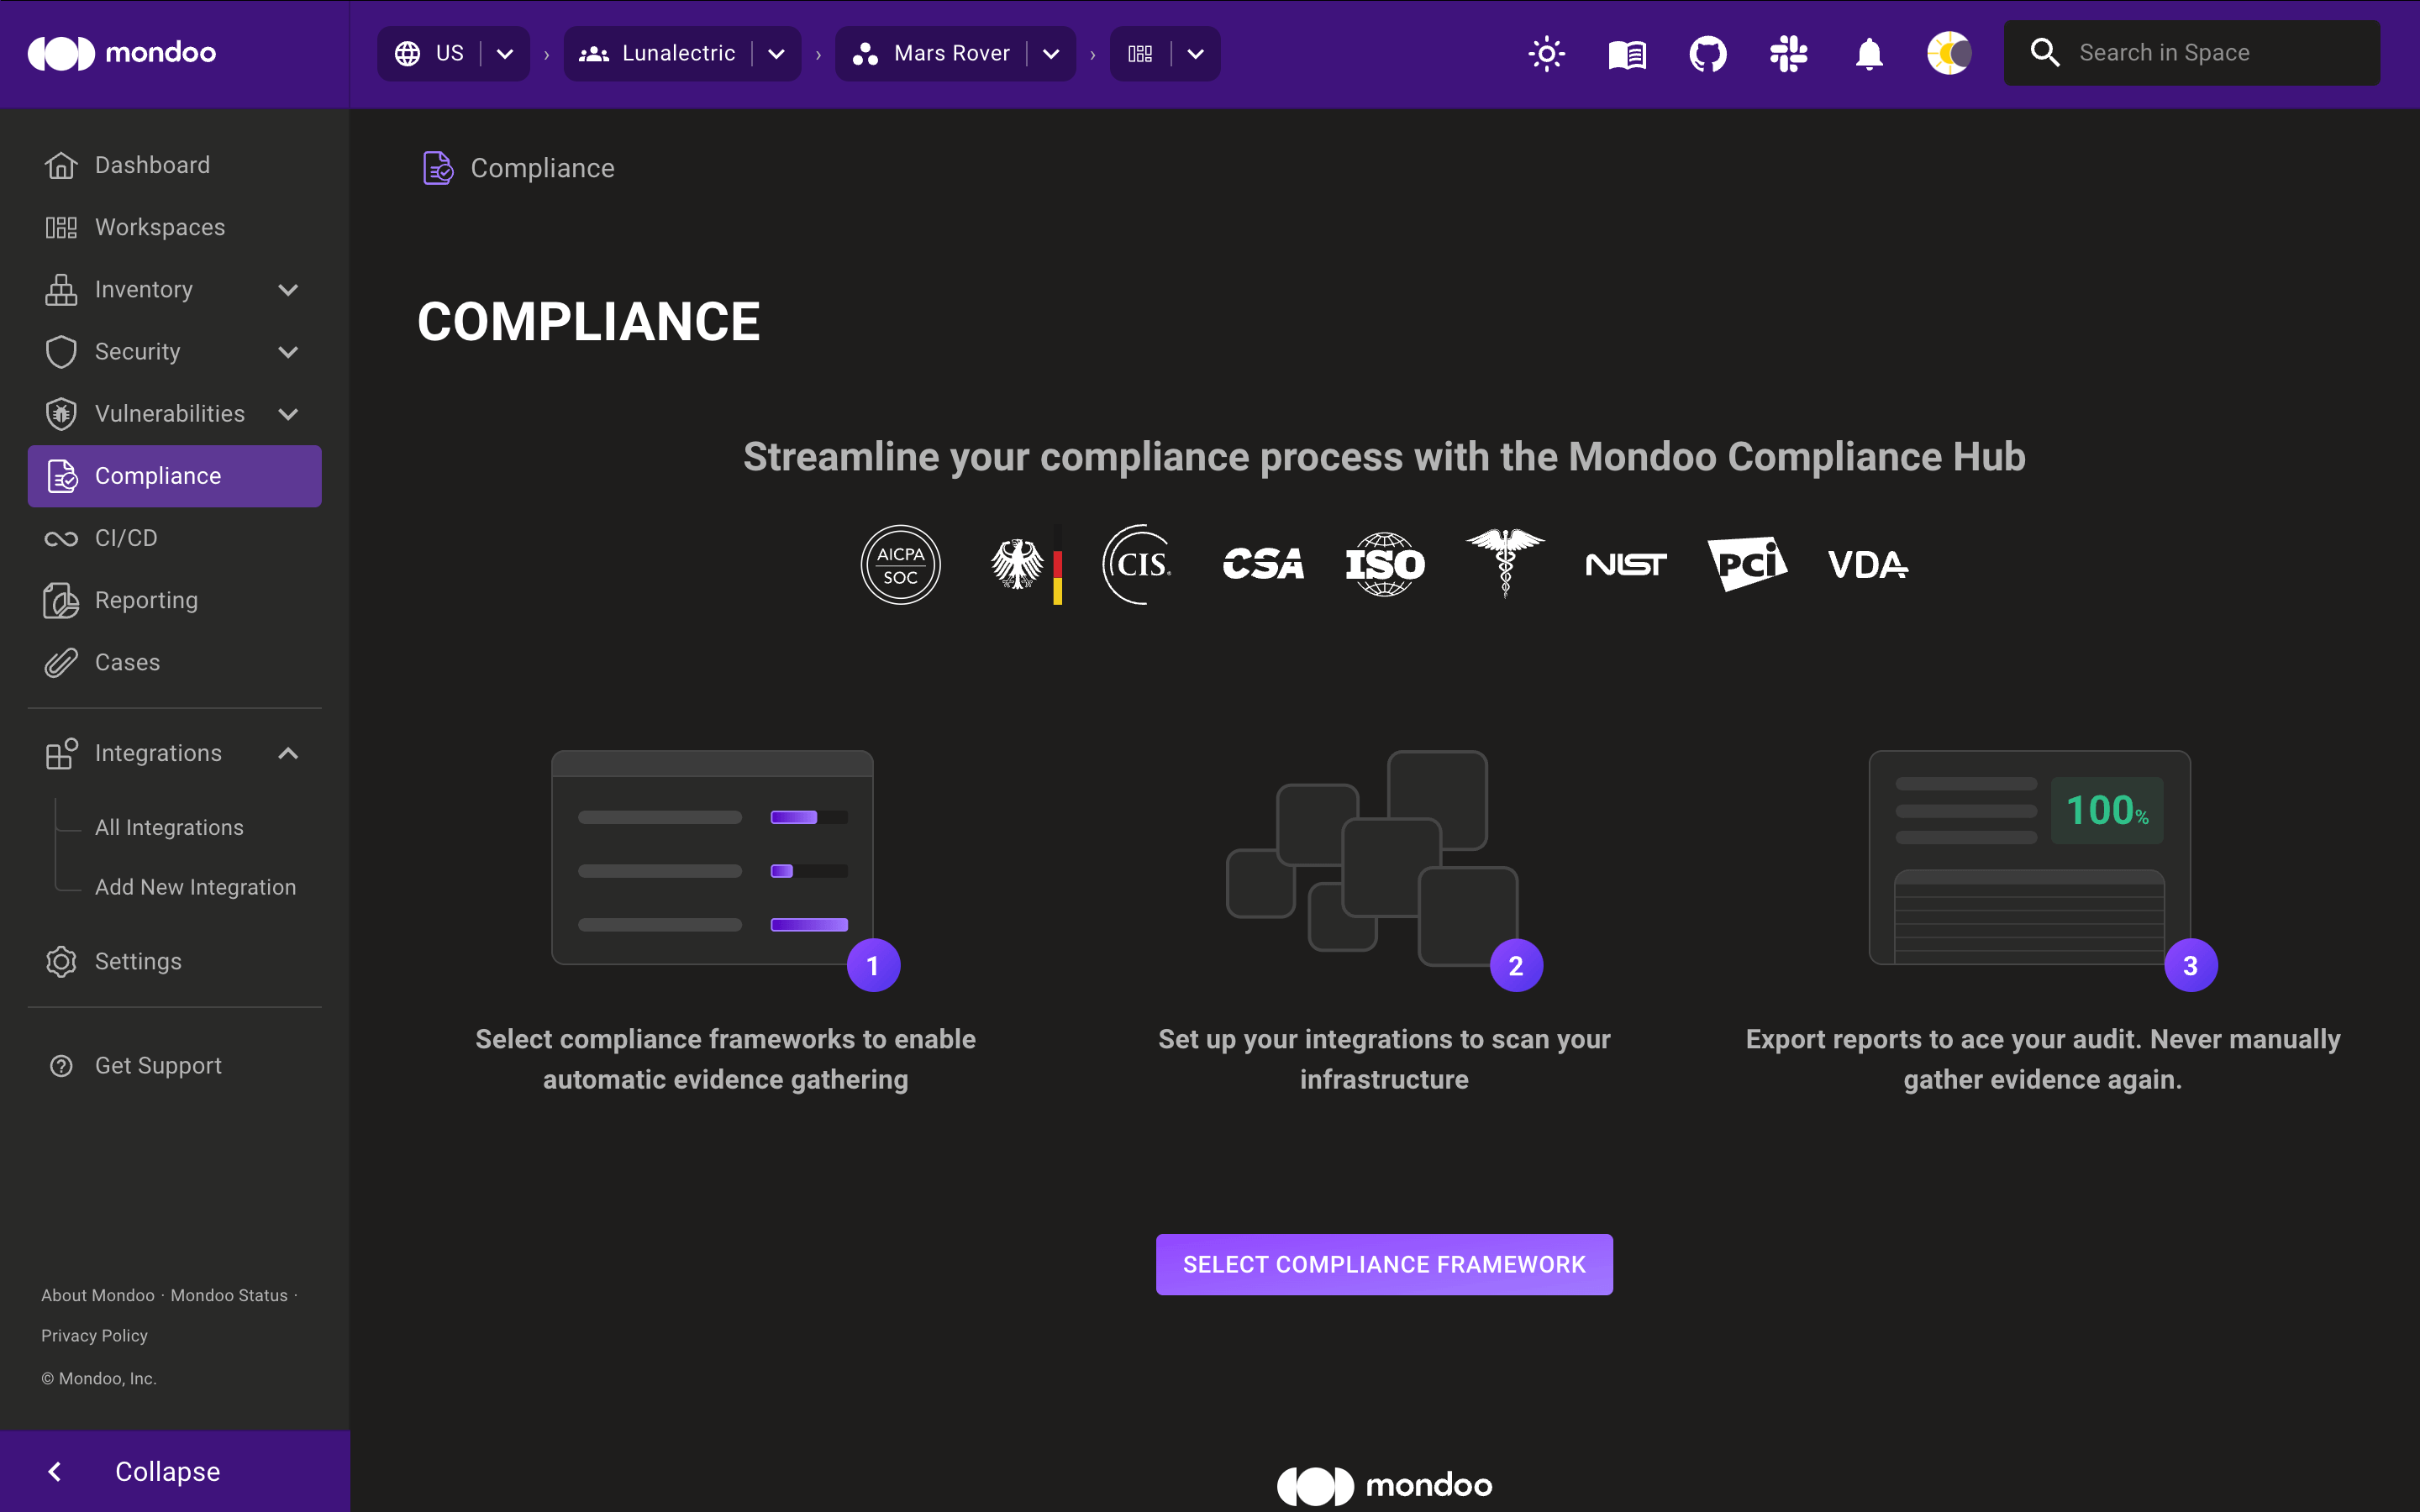 mondoo
US
Lunalectric
Mars Rover
Search in Space
Dashboard
Workspaces
Inventory
Security
Vulnerabilities
Compliance
CI/CD
Reporting
Cases
Integrations
All Integrations
Add New Integration
Settings
Get Support
About Mondoo · Mondoo Status ·
Privacy Policy
© Mondoo, Inc.
Collapse
Compliance
COMPLIANCE
Streamline your compliance process with the Mondoo Compliance Hub
AICPA
SOC
CIS.
CSA
ISO
NIST
PCi
VDA
1
Select compliance frameworks to enable
automatic evidence gathering
2
Set up your integrations to scan your
infrastructure
100%
3
Export reports to ace your audit. Never manually
gather evidence again.
SELECT COMPLIANCE FRAMEWORK
mondoo